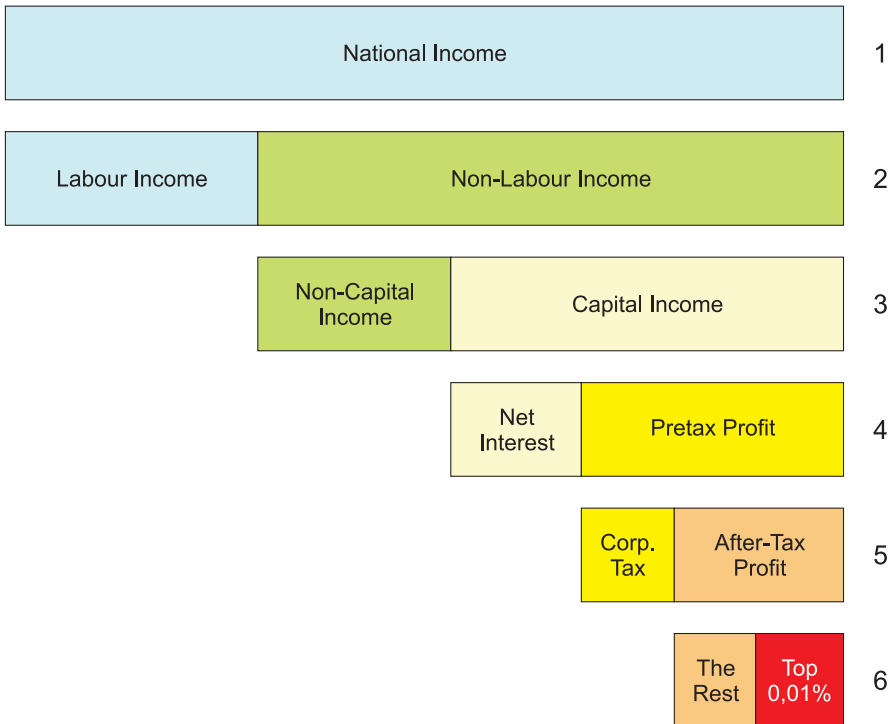 National Income
1
Labour Income
Non-Labour Income
2
Non-Capital
Income
Capital Income
3
Net
Interest
Pretax Profit
4
Corp.
Tax
After-Tax
Profit
5
The
Rest
Top
0,01%
6